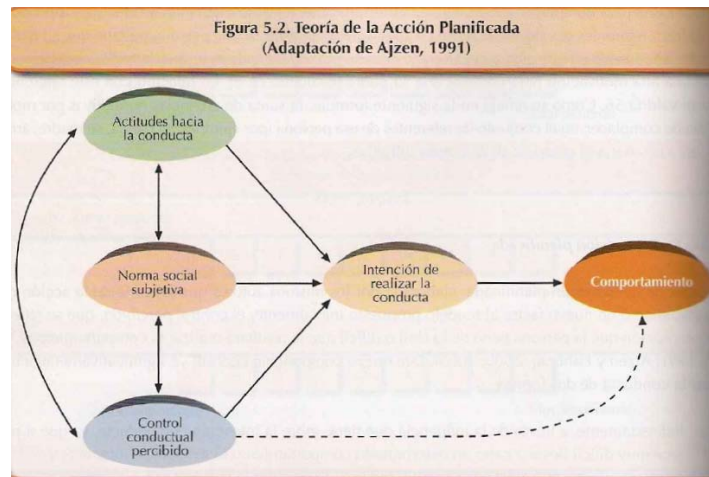 Figura 5.2. Teoría de la Acción Planificada
(Adaptación de Ajzen, 1991)
Actitudes hacia
la conducta
Norma social
subjetiva
Intención de
realizar la
conducta
Comportamiento
Control
conductual
percibido